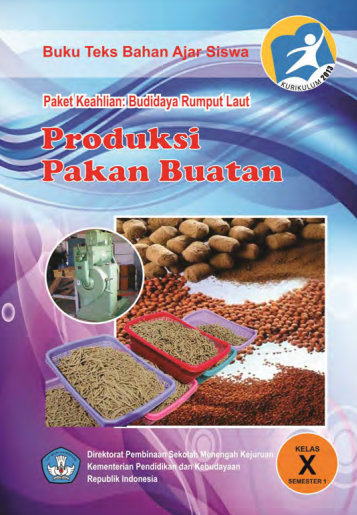 Buku Teks Bahan Ajar Siswa
KURIKULUM 2013
Paket Keahlian: Budidaya Rumput Laut
Produksi
Pakan Buatan
Direktorat Pembinaan Sekolah Menengah Kejuruan
Kementerian Pendidikan dan Kebudayaan
Republik Indonesia
KELAS
X
SEMESTER 1